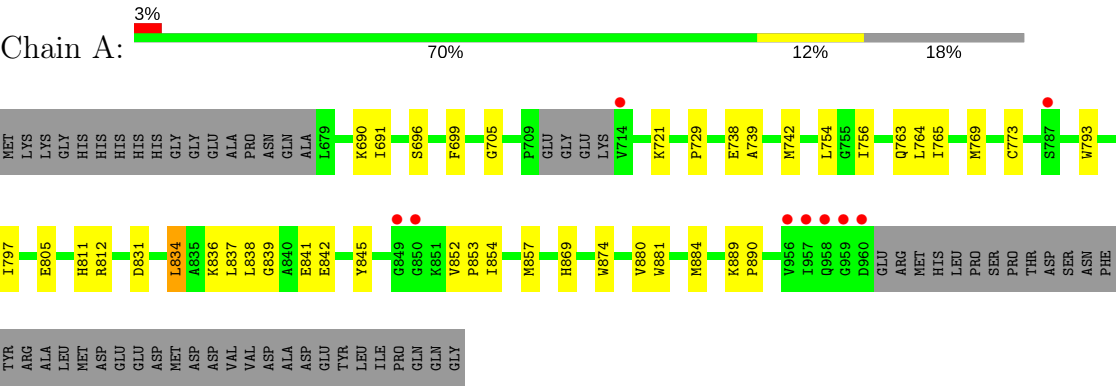 3%
Chain A:
70% 12% 18%
MET LYS LYS GLY HIS HIS HIS HIS HIS HIS GLY GLY GLU ALA PRO ASN GLN ALA L679 K690 I691 S696 F699 G705 P709 GLU GLY GLU LYS V714 K721 P729 E738 A739 M742 L754 G755 I756 Q763 L764 I765 M769 C773 S787 W793
I797 E805 H811 R812 D831 L834 A835 K836 L837 L838 G839 A840 E841 E842 Y845 G849 G850 K851 V852 P853 I854 M857 H869 W874 V880 W881 M884 K889 P890 V956 I957 Q958 G959 D960 GLU ARG MET HIS LEU PRO SER PRO THR ASP SER ASN PHE
TYR ARG ALA LEU MET ASP GLU GLU ASP MET ASP ASP VAL VAL ASP ALA ASP GLU TYR LEU ILE PRO GLN GLN GLY